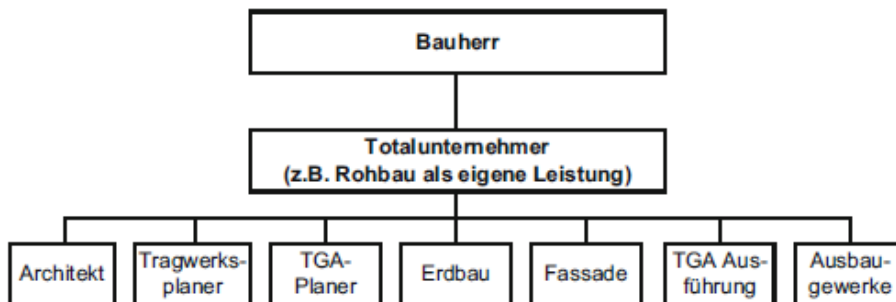 Bauherr
Totalunternehmer
(z.B. Rohbau als eigene Leistung)
Architekt
Tragwerks-
planer
TGA-
Planer
Erdbau
Fassade
TGA Aus-
führung
Ausbau-
gewerke